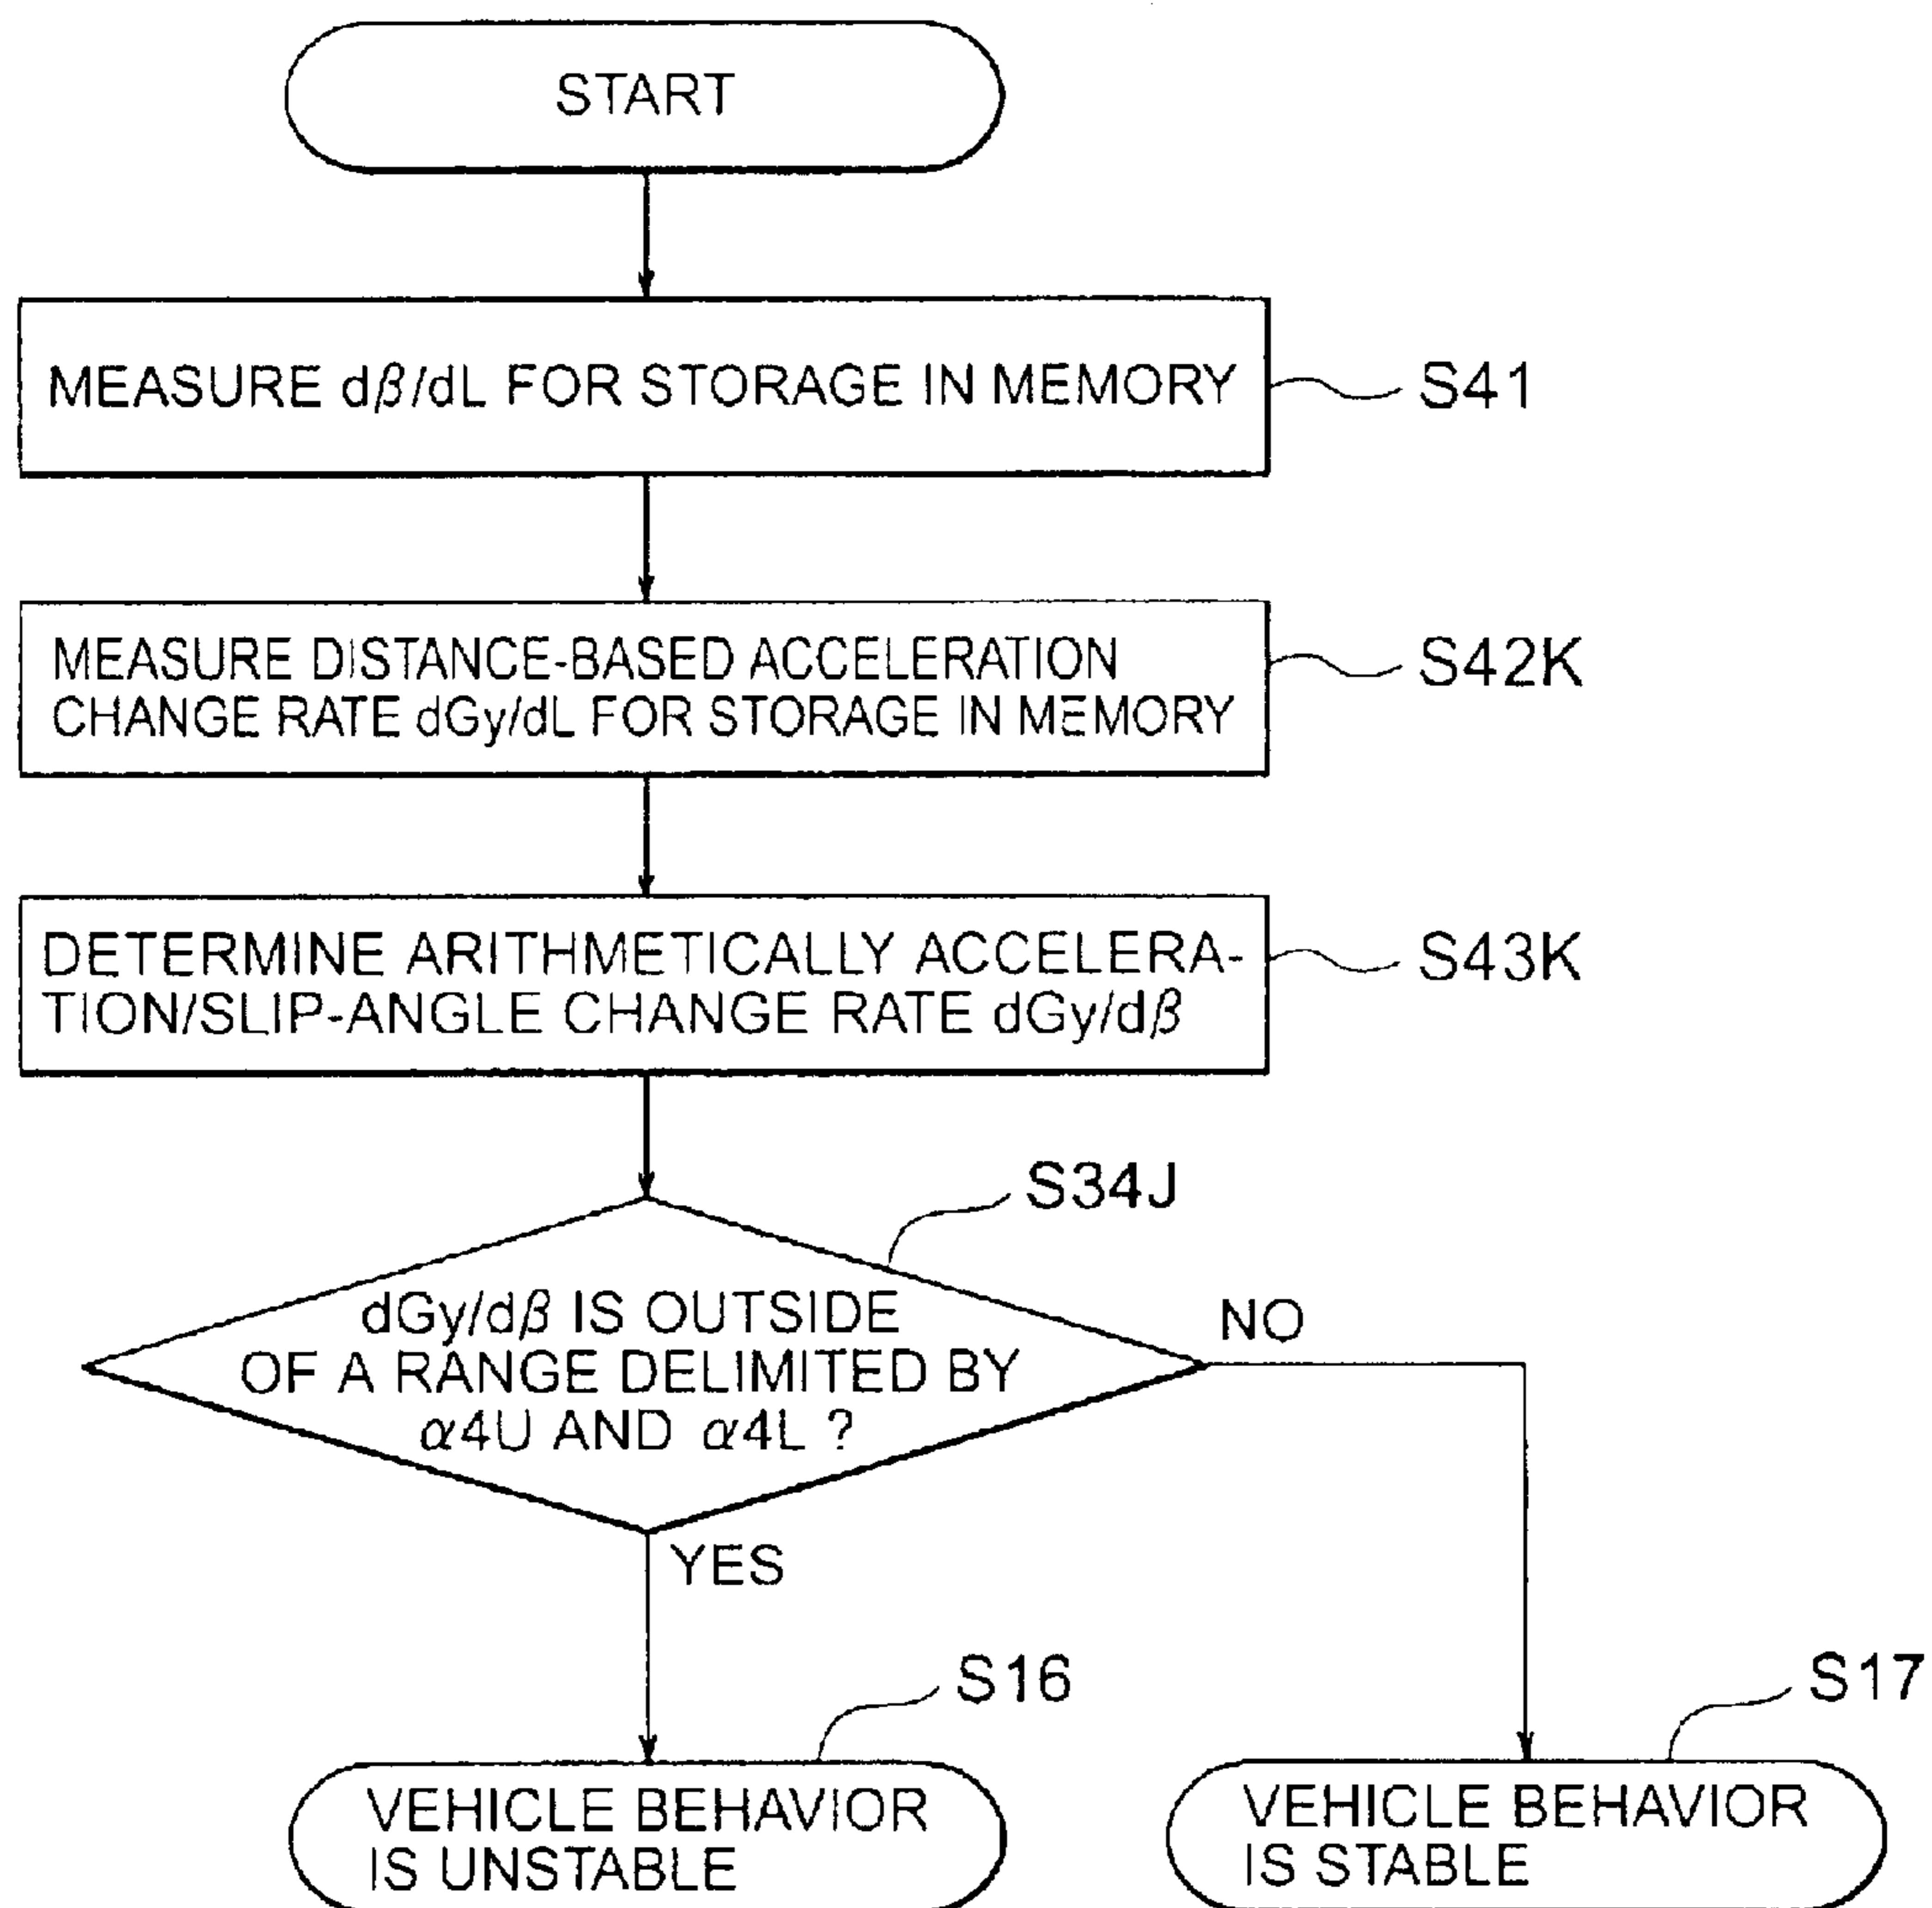 START
MEASURE dβ/dL FOR STORAGE IN MEMORY
S41
MEASURE DISTANCE-BASED ACCELERATION
CHANGE RATE dGy/dL FOR STORAGE IN MEMORY
S42K
DETERMINE ARITHMETICALLY ACCELERA-
TION/SLIP-ANGLE CHANGE RATE dGy/dβ
S43K
S34J
dGy/dβ IS OUTSIDE
OF A RANGE DELIMITED BY
α4U AND α4L ?
NO
YES
S16
VEHICLE BEHAVIOR
IS UNSTABLE
S17
VEHICLE BEHAVIOR
IS STABLE